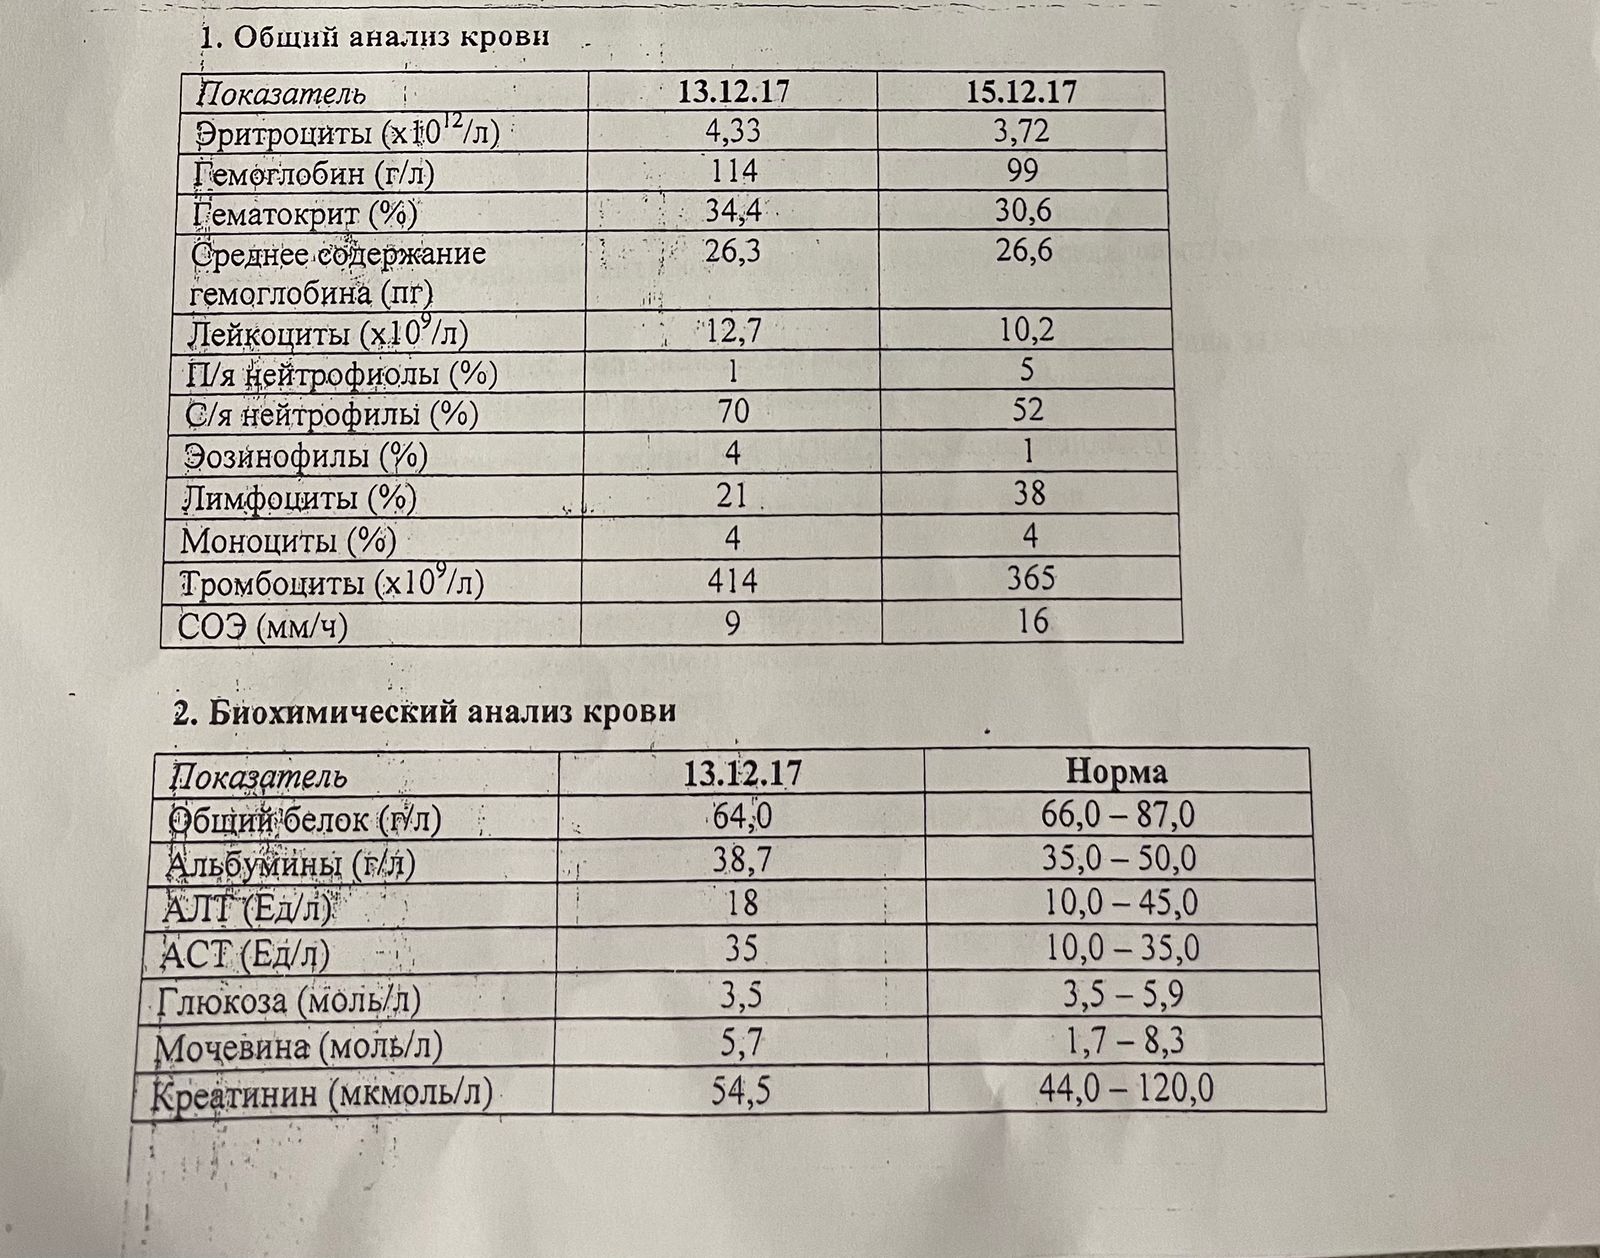 1. Общий анализ крови
Показатель 13.12.17 15.12.17
Эритроциты (х10¹²/л) 4,33 3,72
Гемоглобин (г/л) 114 99
Гематокрит (%) 34,4 30,6
Среднее содержание 26,3 26,6
гемоглобина (пг)
Лейкоциты (х10⁹/л) 12,7 10,2
П/я нейтрофиолы (%) 1 5
С/я нейтрофилы (%) 70 52
Эозинофилы (%) 4 1
Лимфоциты (%) 21 38
Моноциты (%) 4 4
Тромбоциты (х10⁹/л) 414 365
СОЭ (мм/ч) 9 16
2. Биохимический анализ крови
Показатель 13.12.17 Норма
Общий белок (г/л) 64,0 66,0 – 87,0
Альбумины (г/л) 38,7 35,0 – 50,0
АЛТ (Ед/л) 18 10,0 – 45,0
АСТ (Ед/л) 35 10,0 – 35,0
Глюкоза (моль/л) 3,5 3,5 – 5,9
Мочевина (моль/л) 5,7 1,7 – 8,3
Креатинин (мкмоль/л) 54,5 44,0 – 120,0